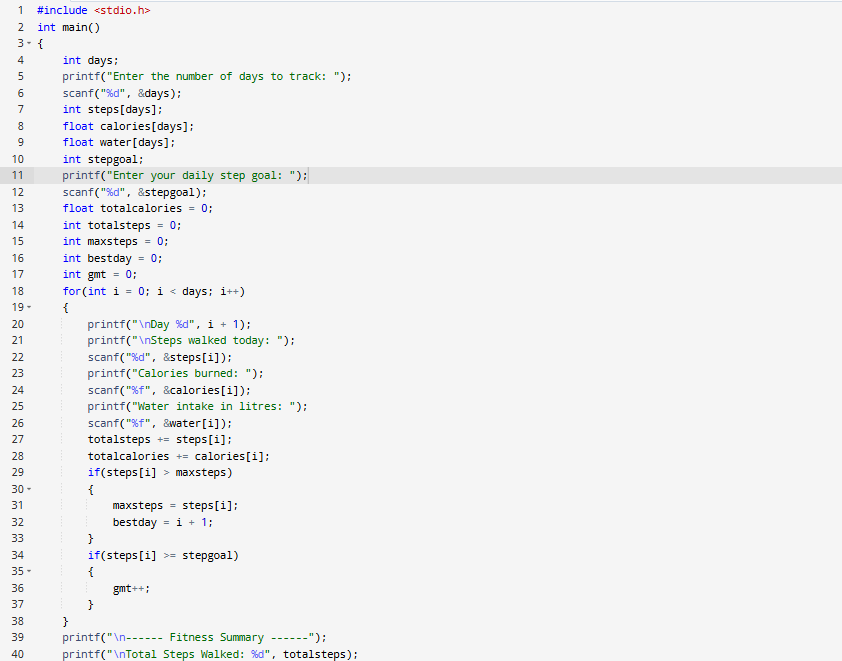 1 #include <stdio.h>
2 int main()
3 {
4 int days;
5 printf("Enter the number of days to track: ");
6 scanf("%d", &days);
7 int steps[days];
8 float calories[days];
9 float water[days];
10 int stepgoal;
11 printf("Enter your daily step goal: ");
12 scanf("%d", &stepgoal);
13 float totalcalories = 0;
14 int totalsteps = 0;
15 int maxsteps = 0;
16 int bestday = 0;
17 int gmt = 0;
18 for(int i = 0; i < days; i++)
19 {
20 printf("\nDay %d", i + 1);
21 printf("\nSteps walked today: ");
22 scanf("%d", &steps[i]);
23 printf("Calories burned: ");
24 scanf("%f", &calories[i]);
25 printf("Water intake in litres: ");
26 scanf("%f", &water[i]);
27 totalsteps += steps[i];
28 totalcalories += calories[i];
29 if(steps[i] > maxsteps)
30 {
31 maxsteps = steps[i];
32 bestday = i + 1;
33 }
34 if(steps[i] >= stepgoal)
35 {
36 gmt++;
37 }
38 }
39 printf("\n------ Fitness Summary ------");
40 printf("\nTotal Steps Walked: %d", totalsteps);